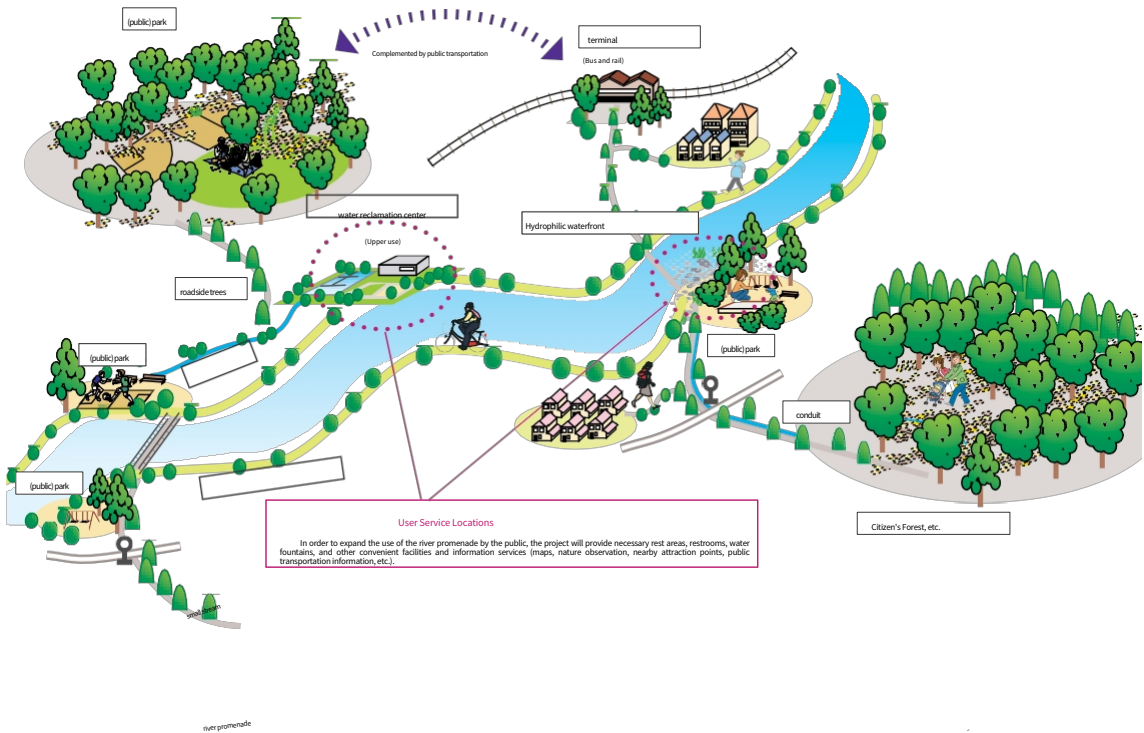 (public) park
Complemented by public transportation
terminal
(Bus and rail)
water reclamation center
(Upper use)
Hydrophilic waterfront
roadside trees
(public) park
(public) park
conduit
(public) park
User Service Locations
In order to expand the use of the river promenade by the public, the project will provide necessary rest areas, restrooms, water
fountains, and other convenient facilities and information services (maps, nature observation, nearby attraction points, public
transportation information, etc.).
Citizen's Forest, etc.
small stream
river promenade